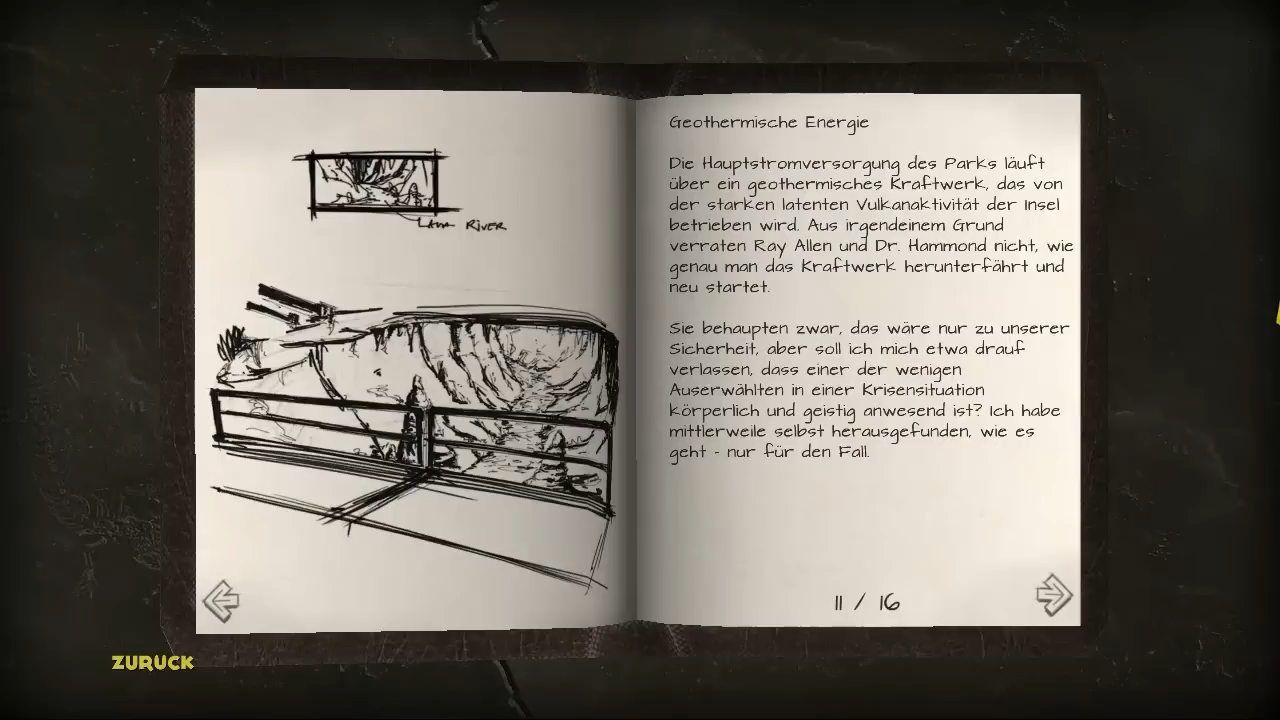 LAVA RIVER
Geothermische Energie
Die Hauptstromversorgung des Parks läuft
über ein geothermisches Kraftwerk, das von
der starken latenten Vulkanaktivität der Insel
betrieben wird. Aus irgendeinem Grund
verraten Ray Allen und Dr. Hammond nicht, wie
genau man das Kraftwerk herunterfährt und
neu startet.
Sie behaupten zwar, das wäre nur zu unserer
Sicherheit, aber soll ich mich etwa drauf
verlassen, dass einer der wenigen
Auserwählten in einer Krisensituation
körperlich und geistig anwesend ist? Ich habe
mittlerweile selbst herausgefunden, wie es
geht - nur für den Fall.
11 / 16
ZURÜCK